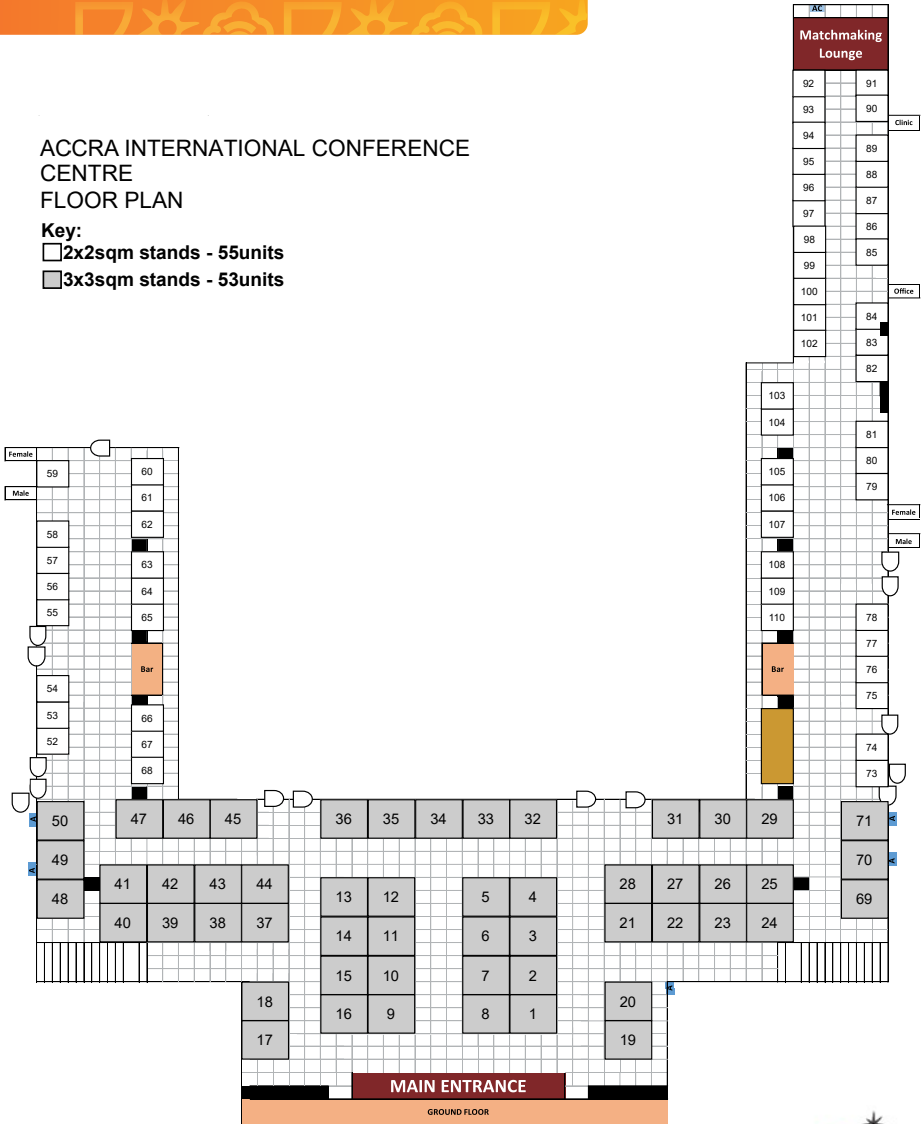 AC
Matchmaking
Lounge
92 91
93 90
Clinic
94 89
95 88
96 87
97 86
98 85
99
100 Office
101 84
102 83
82
ACCRA INTERNATIONAL CONFERENCE
CENTRE
FLOOR PLAN
Key:
2x2sqm stands - 55units
3x3sqm stands - 53units
103
104
81
105 80
106 79
107
Female
Male
108
109
110 78
77
Bar 76
75
74
73
Female
59 60
Male
61
58 62
57 63
56 64
55 65
Bar
54
53 66
52 67
68
50 47 46 45 36 35 34 33 32 31 30 29 71
A A
49 70
A A
48 69
41 42 43 44 13 12 5 4 28 27 26 25
40 39 38 37 14 11 6 3 21 22 23 24
15 10 7 2
A
18 16 9 8 1 20
17 19
MAIN ENTRANCE
GROUND FLOOR